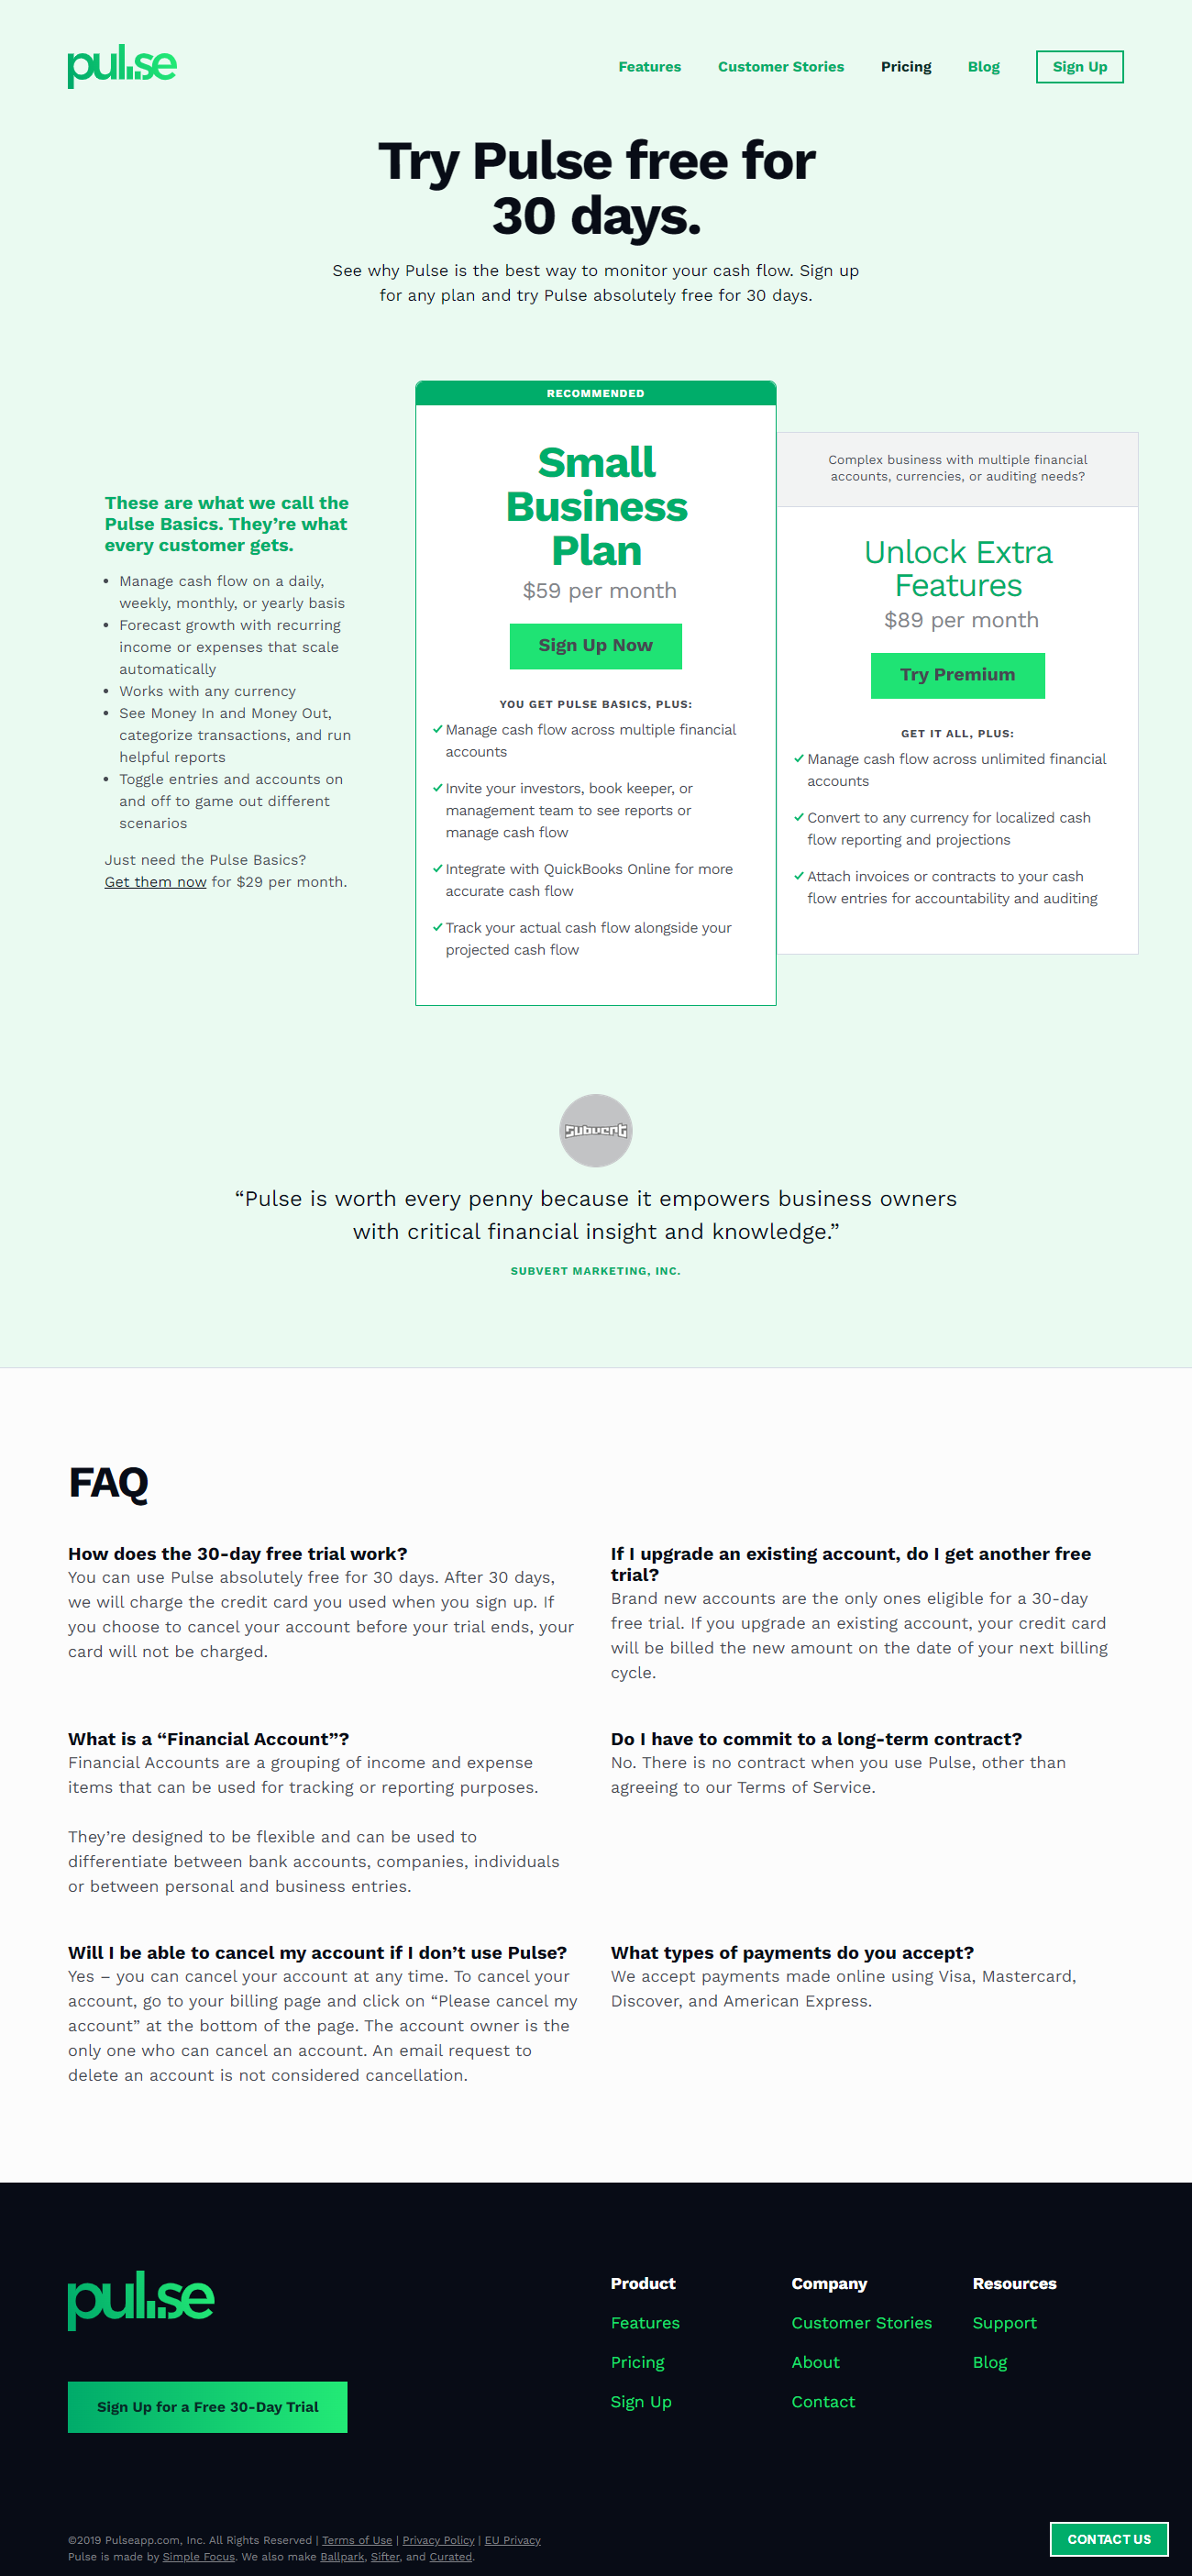 pulse
Features
Customer Stories
Pricing
Blog
Sign Up
Try Pulse free for
30 days.
See why Pulse is the best way to monitor your cash flow. Sign up
for any plan and try Pulse absolutely free for 30 days.
These are what we call the
Pulse Basics. They’re what
every customer gets.
• Manage cash flow on a daily,
weekly, monthly, or yearly basis
• Forecast growth with recurring
income or expenses that scale
automatically
• Works with any currency
• See Money In and Money Out,
categorize transactions, and run
helpful reports
• Toggle entries and accounts on
and off to game out different
scenarios
Just need the Pulse Basics?
Get them now for $29 per month.
RECOMMENDED
Small
Business
Plan
$59 per month
Sign Up Now
YOU GET PULSE BASICS, PLUS:
Manage cash flow across multiple financial
accounts
Invite your investors, book keeper, or
management team to see reports or
manage cash flow
Integrate with QuickBooks Online for more
accurate cash flow
Track your actual cash flow alongside your
projected cash flow
Complex business with multiple financial
accounts, currencies, or auditing needs?
Unlock Extra
Features
$89 per month
Try Premium
GET IT ALL, PLUS:
Manage cash flow across unlimited financial
accounts
Convert to any currency for localized cash
flow reporting and projections
Attach invoices or contracts to your cash
flow entries for accountability and auditing
subvert
“Pulse is worth every penny because it empowers business owners
with critical financial insight and knowledge.”
SUBVERT MARKETING, INC.
FAQ
How does the 30-day free trial work?
You can use Pulse absolutely free for 30 days. After 30 days,
we will charge the credit card you used when you sign up. If
you choose to cancel your account before your trial ends, your
card will not be charged.
If I upgrade an existing account, do I get another free
trial?
Brand new accounts are the only ones eligible for a 30-day
free trial. If you upgrade an existing account, your credit card
will be billed the new amount on the date of your next billing
cycle.
What is a “Financial Account”?
Financial Accounts are a grouping of income and expense
items that can be used for tracking or reporting purposes.
They’re designed to be flexible and can be used to
differentiate between bank accounts, companies, individuals
or between personal and business entries.
Do I have to commit to a long-term contract?
No. There is no contract when you use Pulse, other than
agreeing to our Terms of Service.
Will I be able to cancel my account if I don’t use Pulse?
Yes – you can cancel your account at any time. To cancel your
account, go to your billing page and click on “Please cancel my
account” at the bottom of the page. The account owner is the
only one who can cancel an account. An email request to
delete an account is not considered cancellation.
What types of payments do you accept?
We accept payments made online using Visa, Mastercard,
Discover, and American Express.
pulse
Sign Up for a Free 30-Day Trial
Product
Features
Pricing
Sign Up
Company
Customer Stories
About
Contact
Resources
Support
Blog
©2019 Pulseapp.com, Inc. All Rights Reserved | Terms of Use | Privacy Policy | EU Privacy
Pulse is made by Simple Focus. We also make Ballpark, Sifter, and Curated.
CONTACT US